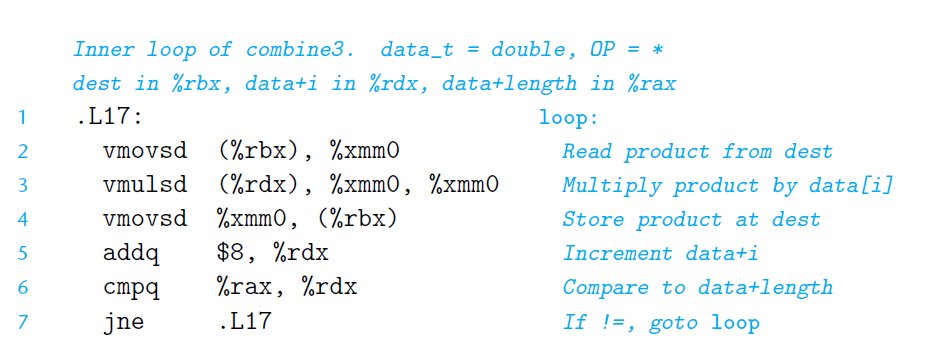 Inner loop of combine3. data_t = double, OP = *
dest in %rbx, data+i in %rdx, data+length in %rax
1 .L17: loop:
2 vmovsd (%rbx), %xmm0 Read product from dest
3 vmulsd (%rdx), %xmm0, %xmm0 Multiply product by data[i]
4 vmovsd %xmm0, (%rbx) Store product at dest
5 addq $8, %rdx Increment data+i
6 cmpq %rax, %rdx Compare to data+length
7 jne .L17 If !=, goto loop